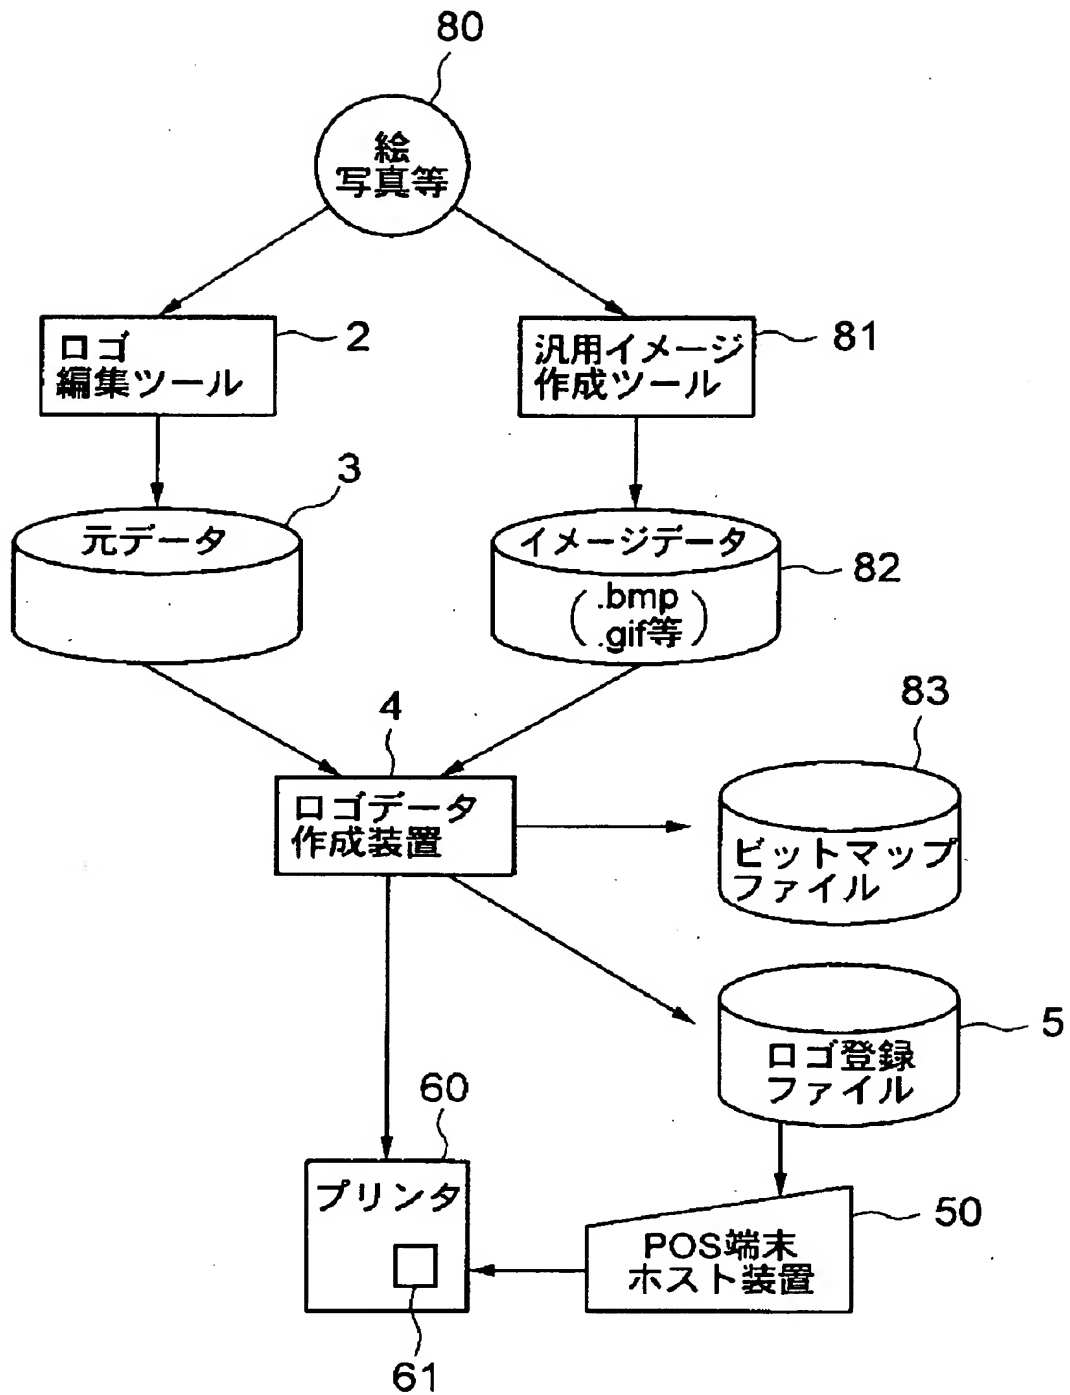 80
絵
写真等
ロゴ
編集ツール
2
汎用イメージ
作成ツール
81
3
元データ
イメージデータ
(.bmp
.gif等)
82
4
ロゴデータ
作成装置
83
ビットマップ
ファイル
5
ロゴ登録
ファイル
60
プリンタ
61
POS端末
ホスト装置
50